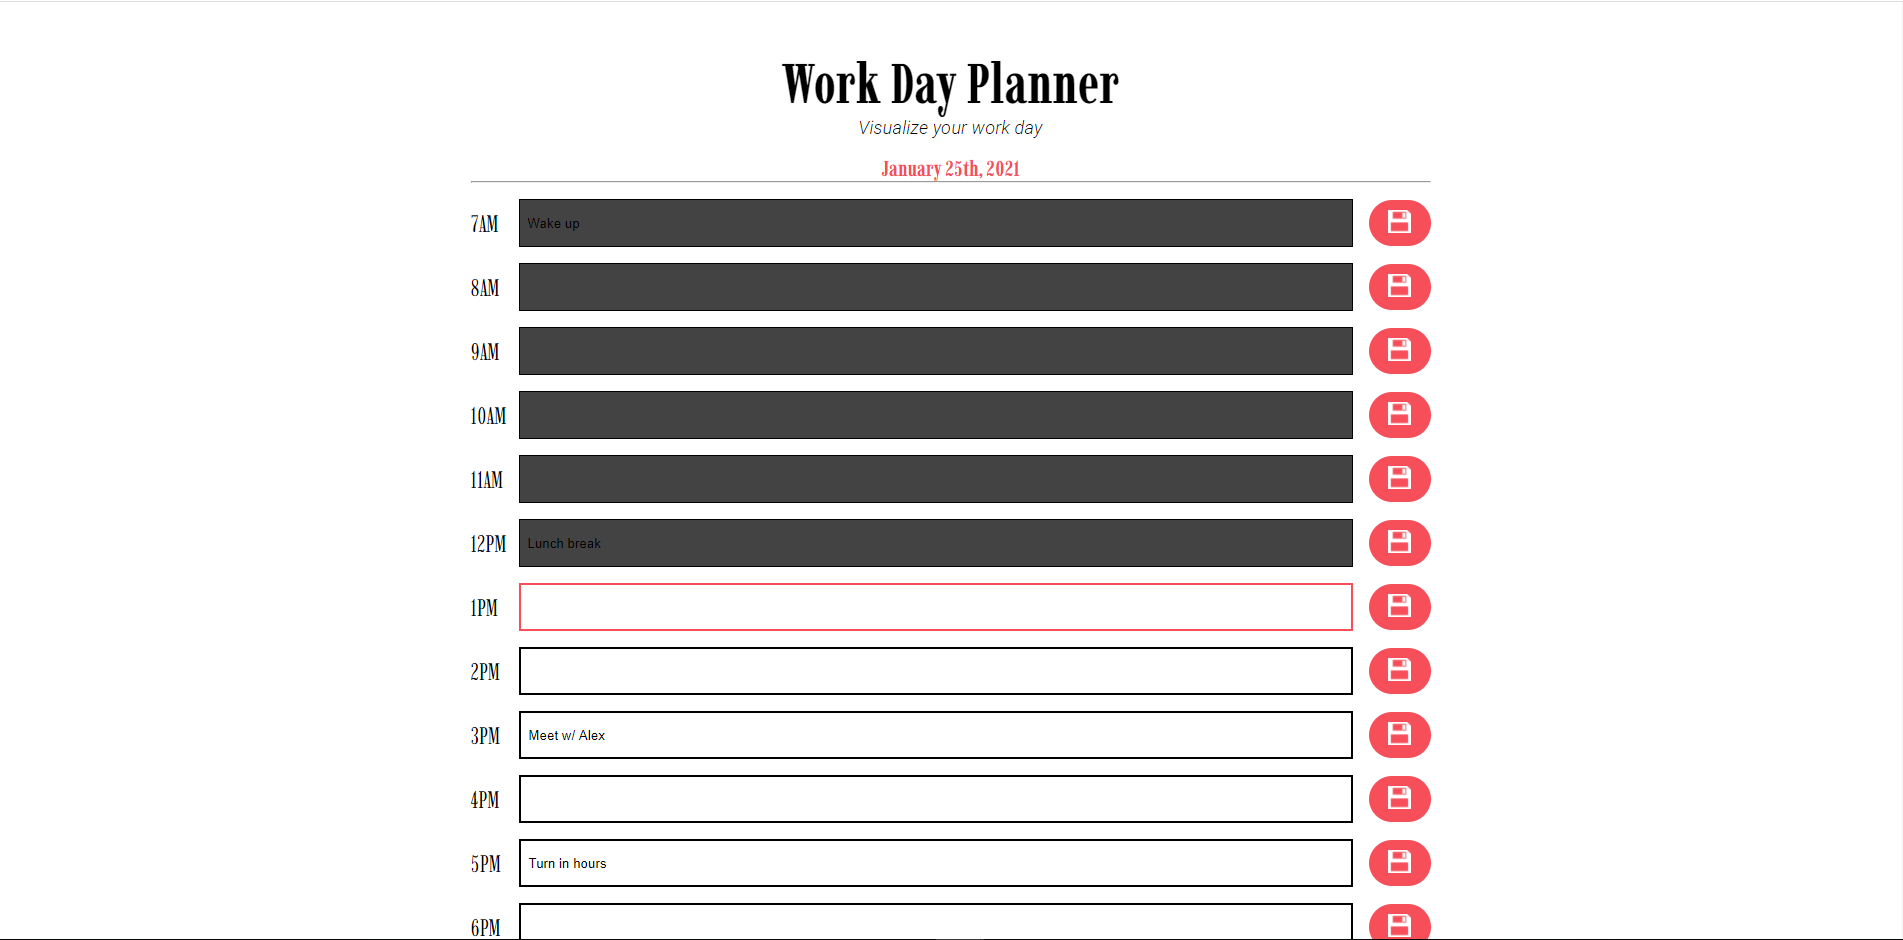 Work Day Planner
Visualize your work day
January 25th, 2021
7AM Wake up
8AM
9AM
10AM
11AM
12PM Lunch break
1PM
2PM
3PM Meet w/ Alex
4PM
5PM Turn in hours
6PM